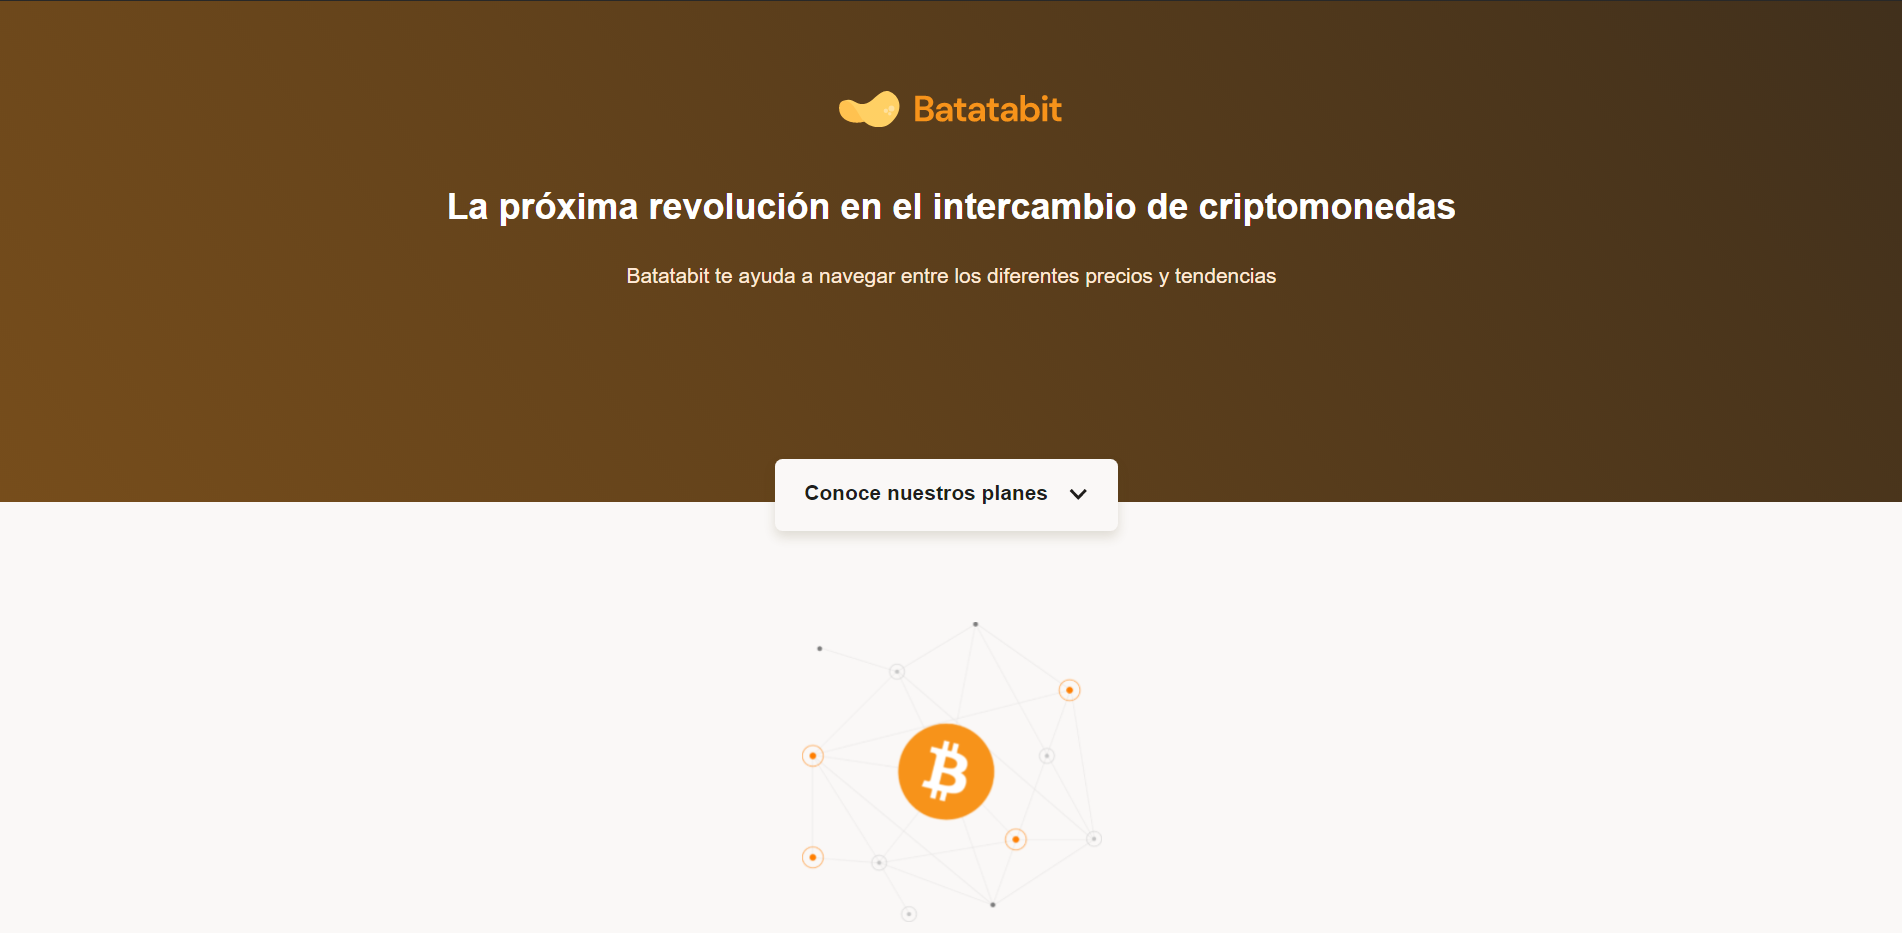 Batatabit
La próxima revolución en el intercambio de criptomonedas
Batatabit te ayuda a navegar entre los diferentes precios y tendencias
Conoce nuestros planes